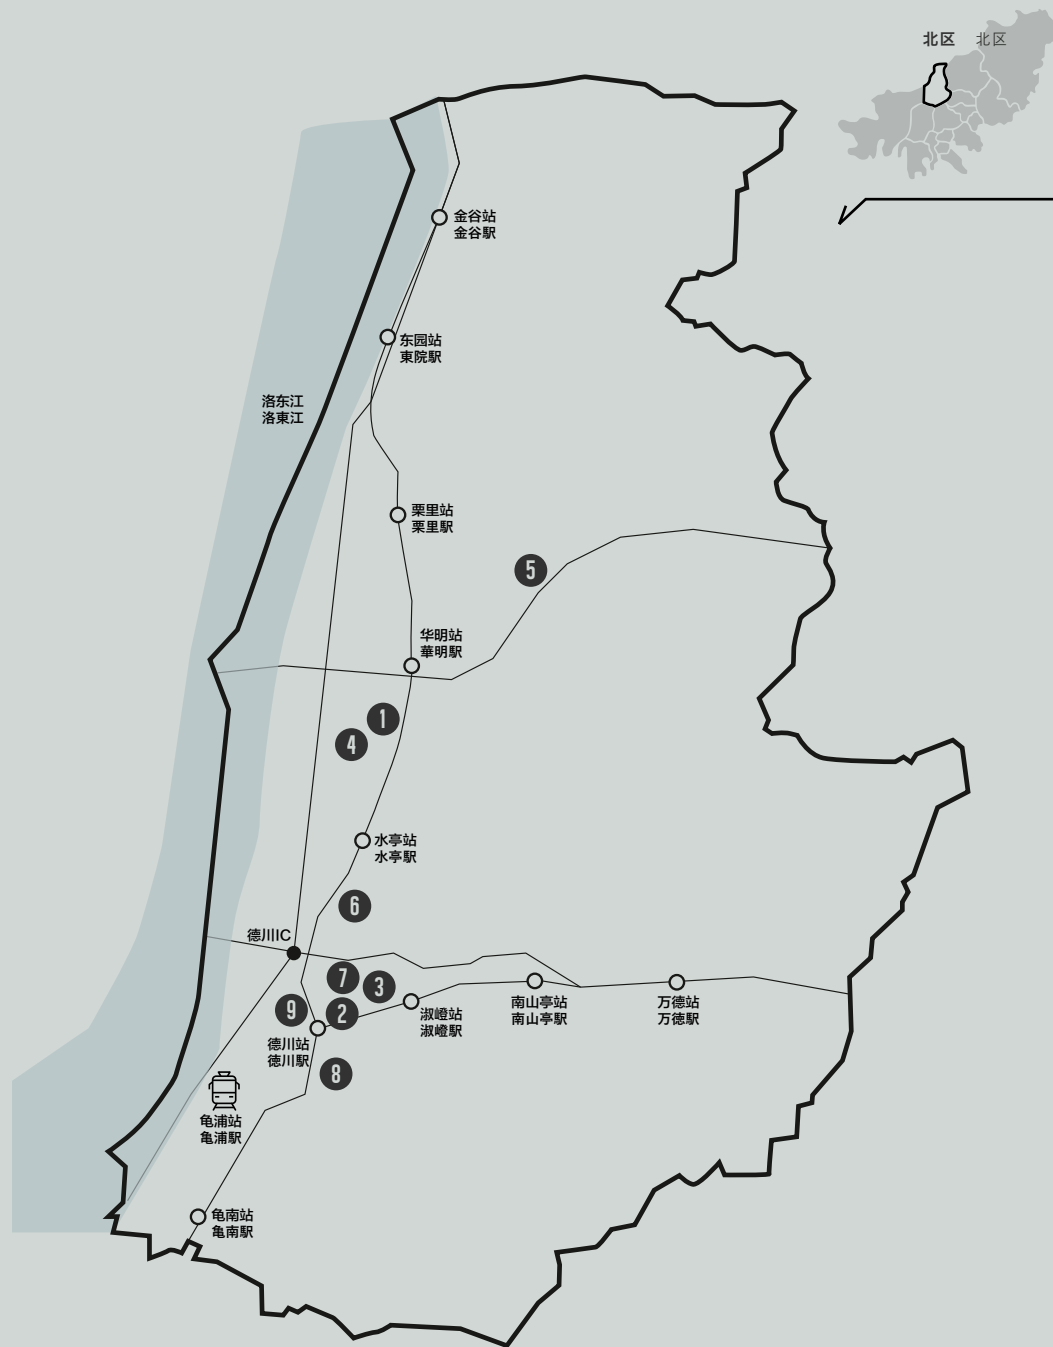 北区 北区
金谷站
金谷駅
东园站
東院駅
洛东江
洛東江
栗里站
栗里駅
5
华明站
華明駅
1
4
水亭站
水亭駅
6
德川IC
7
3
9
2
淑嶝站
淑嶝駅
南山亭站
南山亭駅
万德站
万徳駅
德川站
徳川駅
8
龟浦站
亀浦駅
龟南站
亀南駅